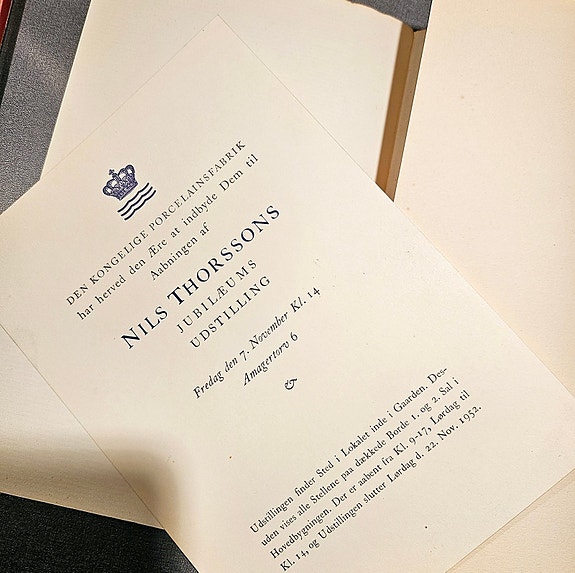 DEN KONGELIGE PORCELAINSFABRIK
har herved den Ære at indbyde Dem til
Aabningen af
NILS THORSSONS
JUBILÆUMS
UDSTILLING
Fredag den 7. November Kl. 14
Amagertorv 6
&
Udstillingen finder Sted i Lokalet inde i Gaarden. Des-
uden vises alle Stellene paa dækkede Borde 1. og 2. Sal i
Hovedbygningen. Der er aabent fra Kl. 9-17, Lørdag til
Kl. 14, og Udstillingen slutter Lørdag d. 22. Nov. 1952.